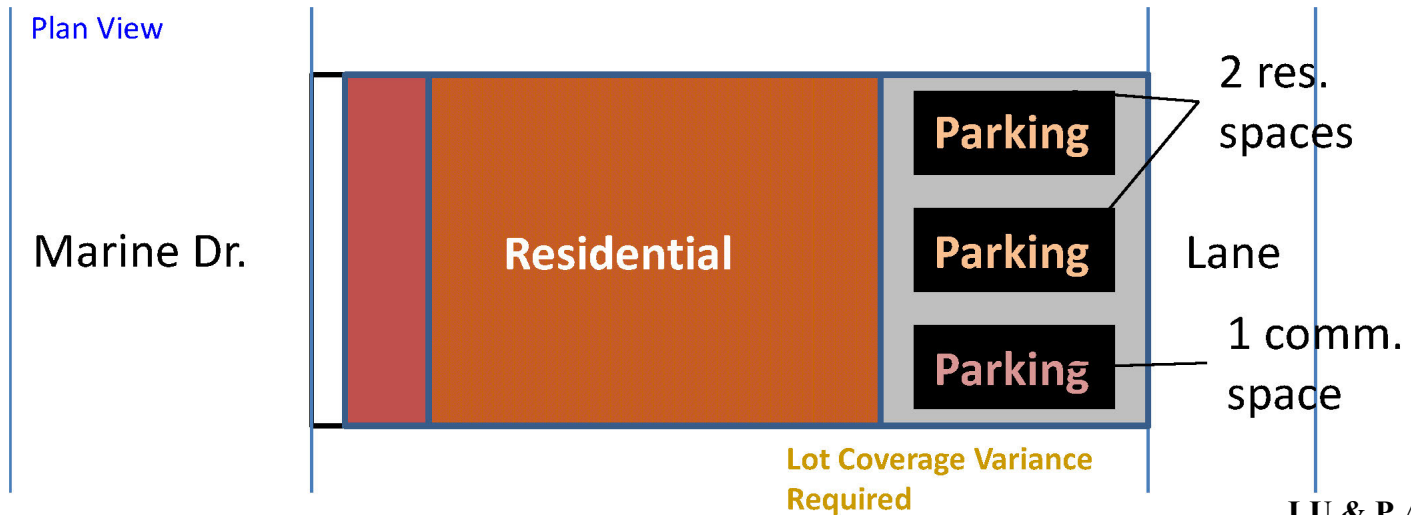 Plan View
2 res.
spaces
Parking
Marine Dr.
Residential
Parking
Lane
Parking
1 comm.
space
Lot Coverage Variance
Required